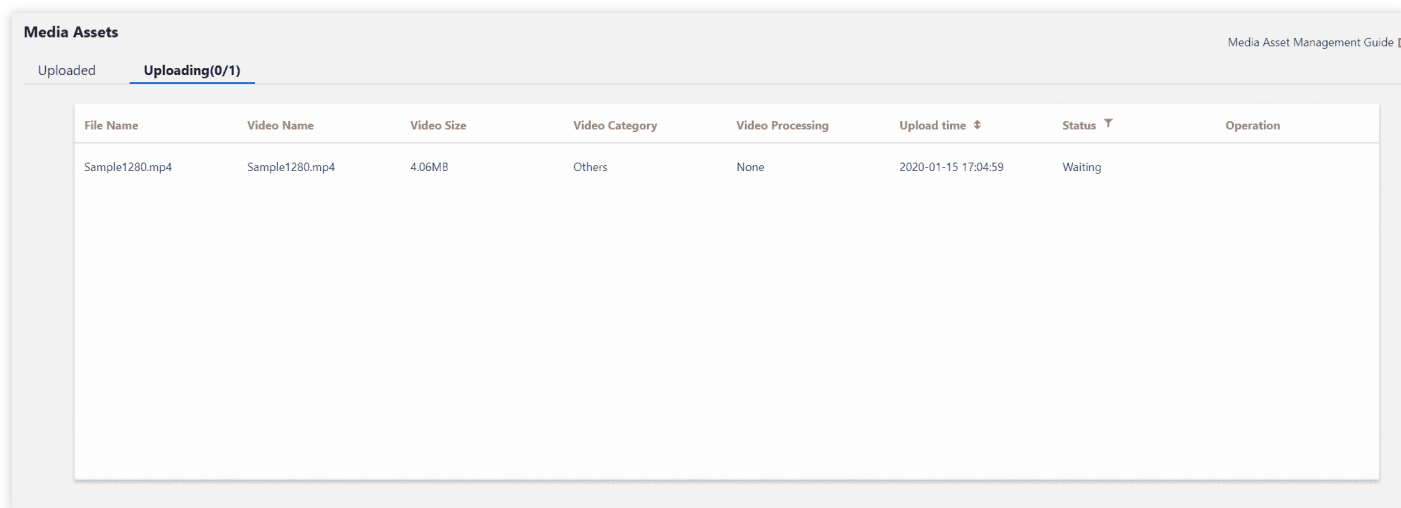 Media Assets
Media Asset Management Guide
Uploaded Uploading(0/1)
File Name Video Name Video Size Video Category Video Processing Upload time Status Operation
Sample1280.mp4 Sample1280.mp4 4.06MB Others None 2020-01-15 17:04:59 Waiting